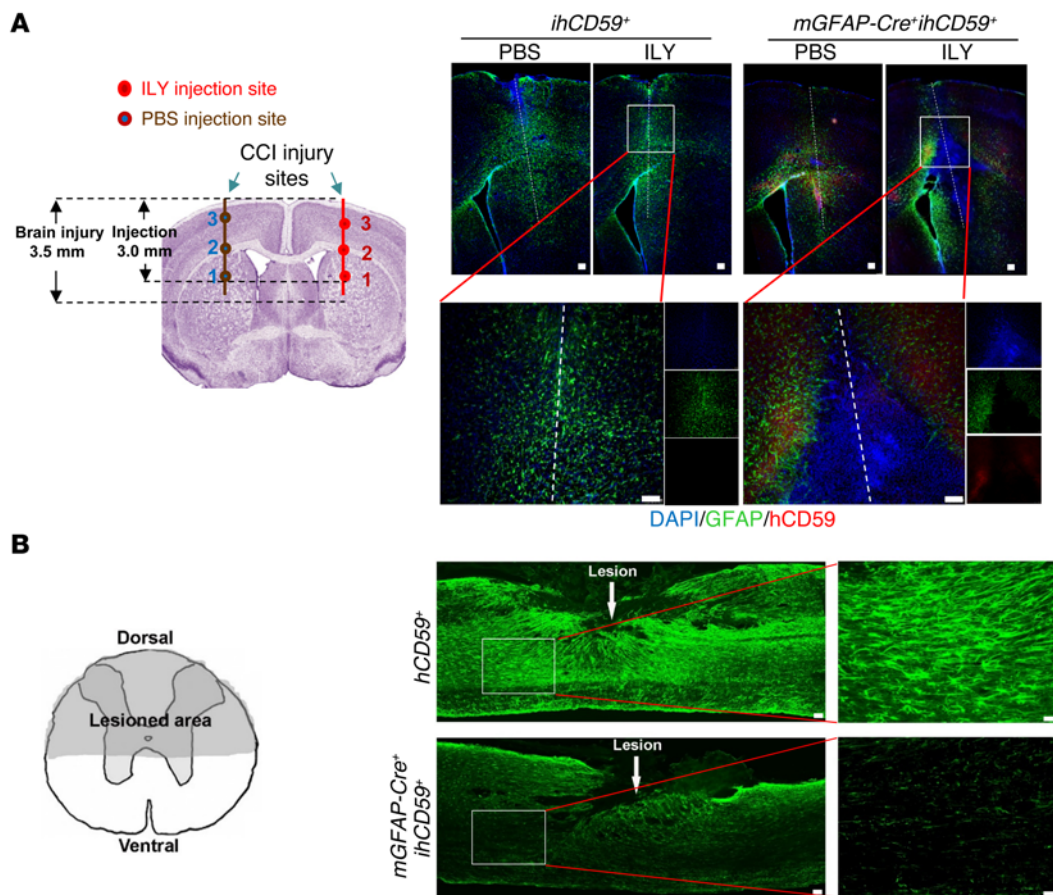 A
ihCD59+
mGFAP-Cre+ihCD59+
PBS
ILY
PBS
ILY
ILY injection site
PBS injection site
CCI injury
sites
Brain injury
3.5 mm
Injection
3.0 mm
3
2
1
3
2
1
DAPI/GFAP/hCD59
B
Dorsal
Lesioned area
Ventral
hCD59+
Lesion
mGFAP-Cre+
ihCD59+
Lesion